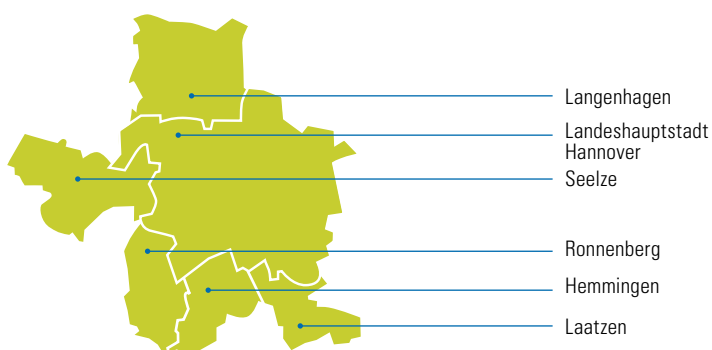 Langenhagen
Landeshauptstadt
Hannover
Seelze
Ronnenberg
Hemmingen
Laatzen